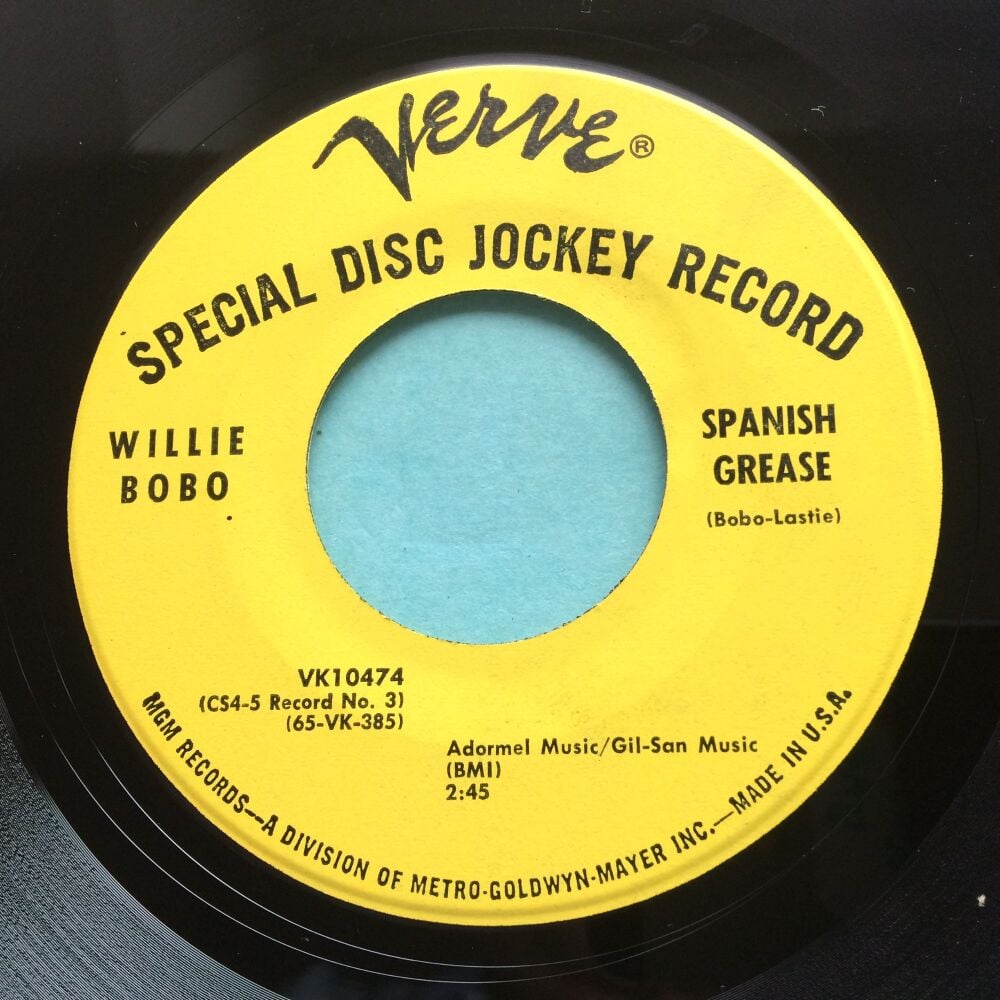 VERVE®
SPECIAL DISC JOCKEY RECORD
WILLIE
BOBO
SPANISH
GREASE
(Bobo-Lastie)
VK10474
(CS4-5 Record No. 3)
(65-VK-385)
Adormel Music/Gil-San Music
(BMI)
2:45
MGM RECORDS—A DIVISION OF METRO-GOLDWYN-MAYER INC.—MADE IN U.S.A.